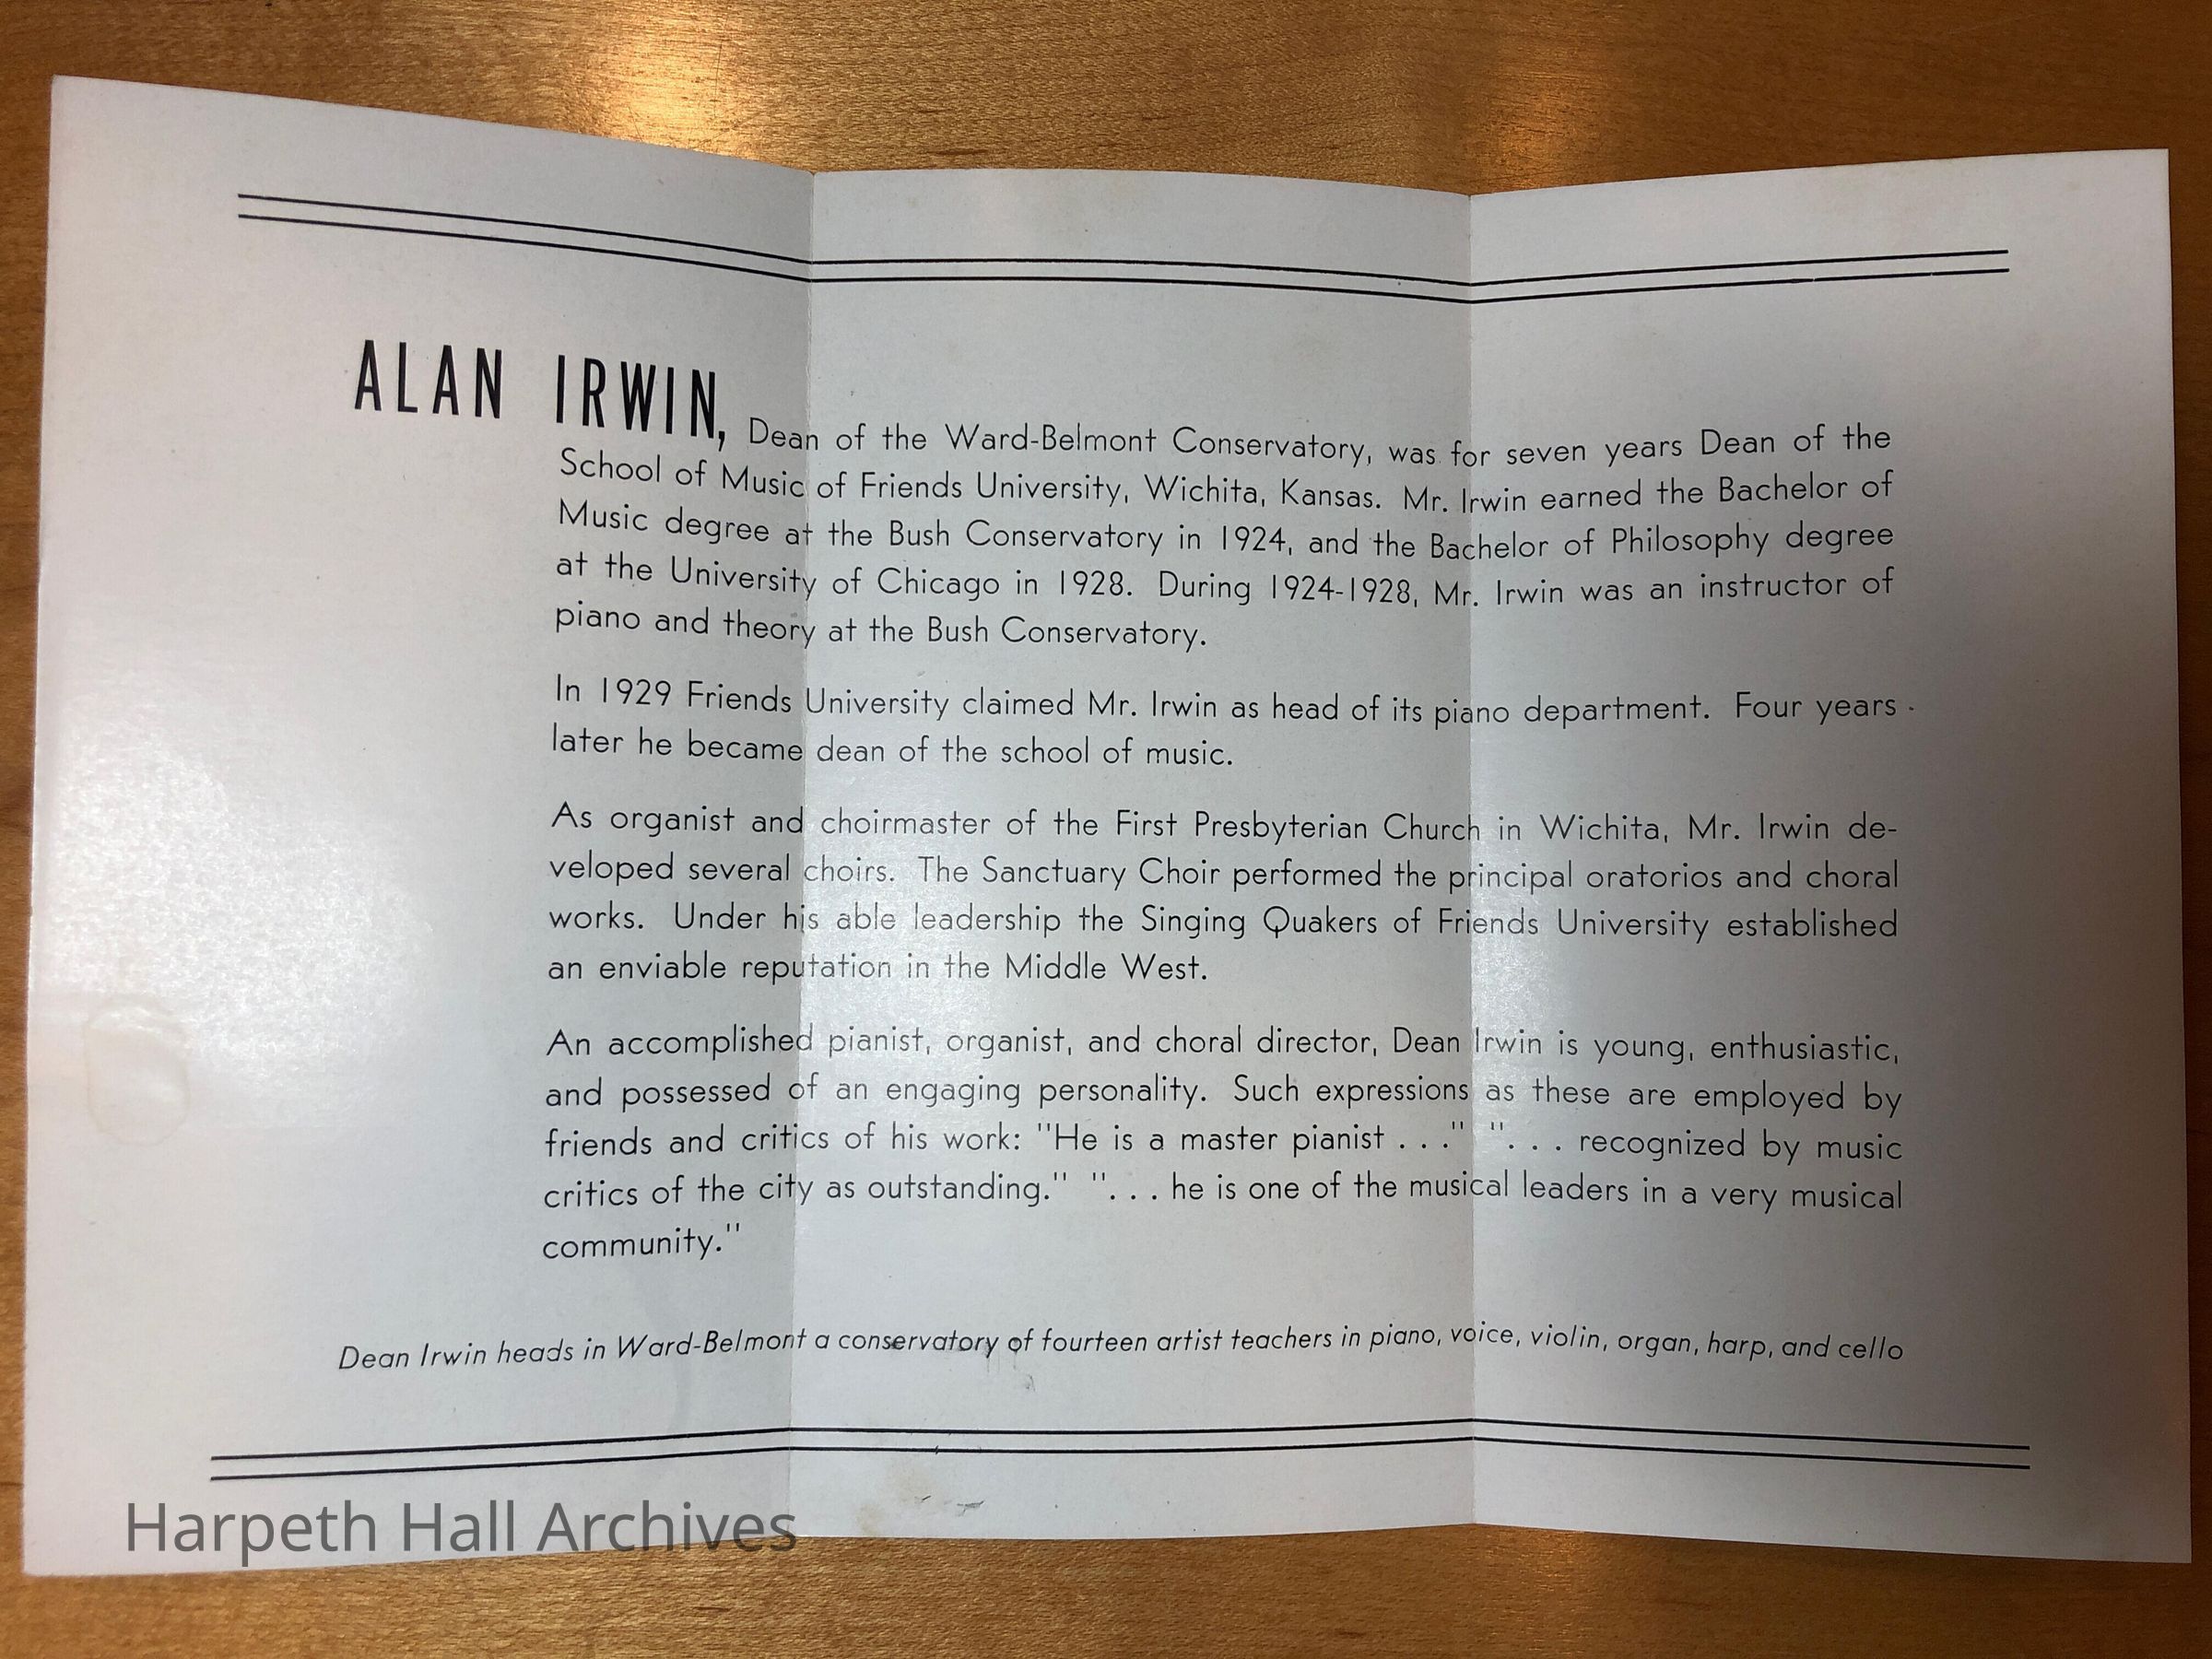 ALAN IRWIN, Dean of the Ward-Belmont Conservatory, was for seven years Dean of the
School of Music of Friends University, Wichita, Kansas. Mr. Irwin earned the Bachelor of
Music degree at the Bush Conservatory in 1924, and the Bachelor of Philosophy degree
at the University of Chicago in 1928. During 1924-1928, Mr. Irwin was an instructor of
piano and theory at the Bush Conservatory.
In 1929 Friends University claimed Mr. Irwin as head of its piano department. Four years
later he became dean of the school of music.
As organist and choirmaster of the First Presbyterian Church in Wichita, Mr. Irwin de-
veloped several choirs. The Sanctuary Choir performed the principal oratorios and choral
works. Under his able leadership the Singing Quakers of Friends University established
an enviable reputation in the Middle West.
An accomplished pianist, organist, and choral director, Dean Irwin is young, enthusiastic,
and possessed of an engaging personality. Such expressions as these are employed by
friends and critics of his work: "He is a master pianist . . ." ". . . recognized by music
critics of the city as outstanding." ". . . he is one of the musical leaders in a very musical
community."
Dean Irwin heads in Ward-Belmont a conservatory of fourteen artist teachers in piano, voice, violin, organ, harp, and cello
Harpeth Hall Archives